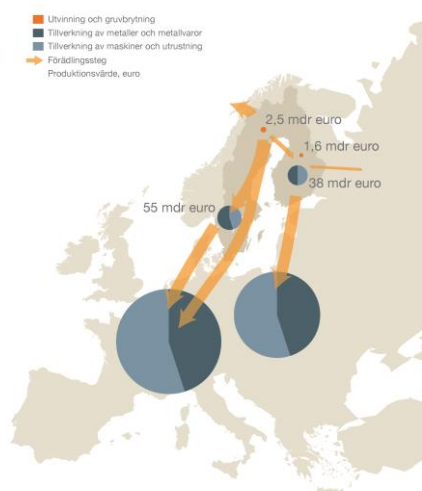 Utvinning och gruvbrytning
Tillverkning av metaller och metallvaror
Tillverkning av maskiner och utrustning
Förädlingssteg
Produktionsvärde, euro
2,5 mdr euro
1,6 mdr euro
38 mdr euro
55 mdr euro